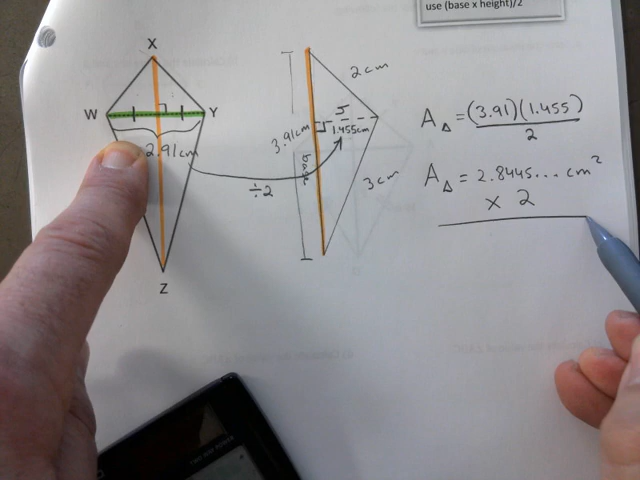 use (base x height)/2
X
W
Y
2.91cm
Z
÷2
2cm
3.91cm
1.455cm
base
3cm
A△ = (3.91)(1.455)
2
A△ = 2.8445... cm²
x 2